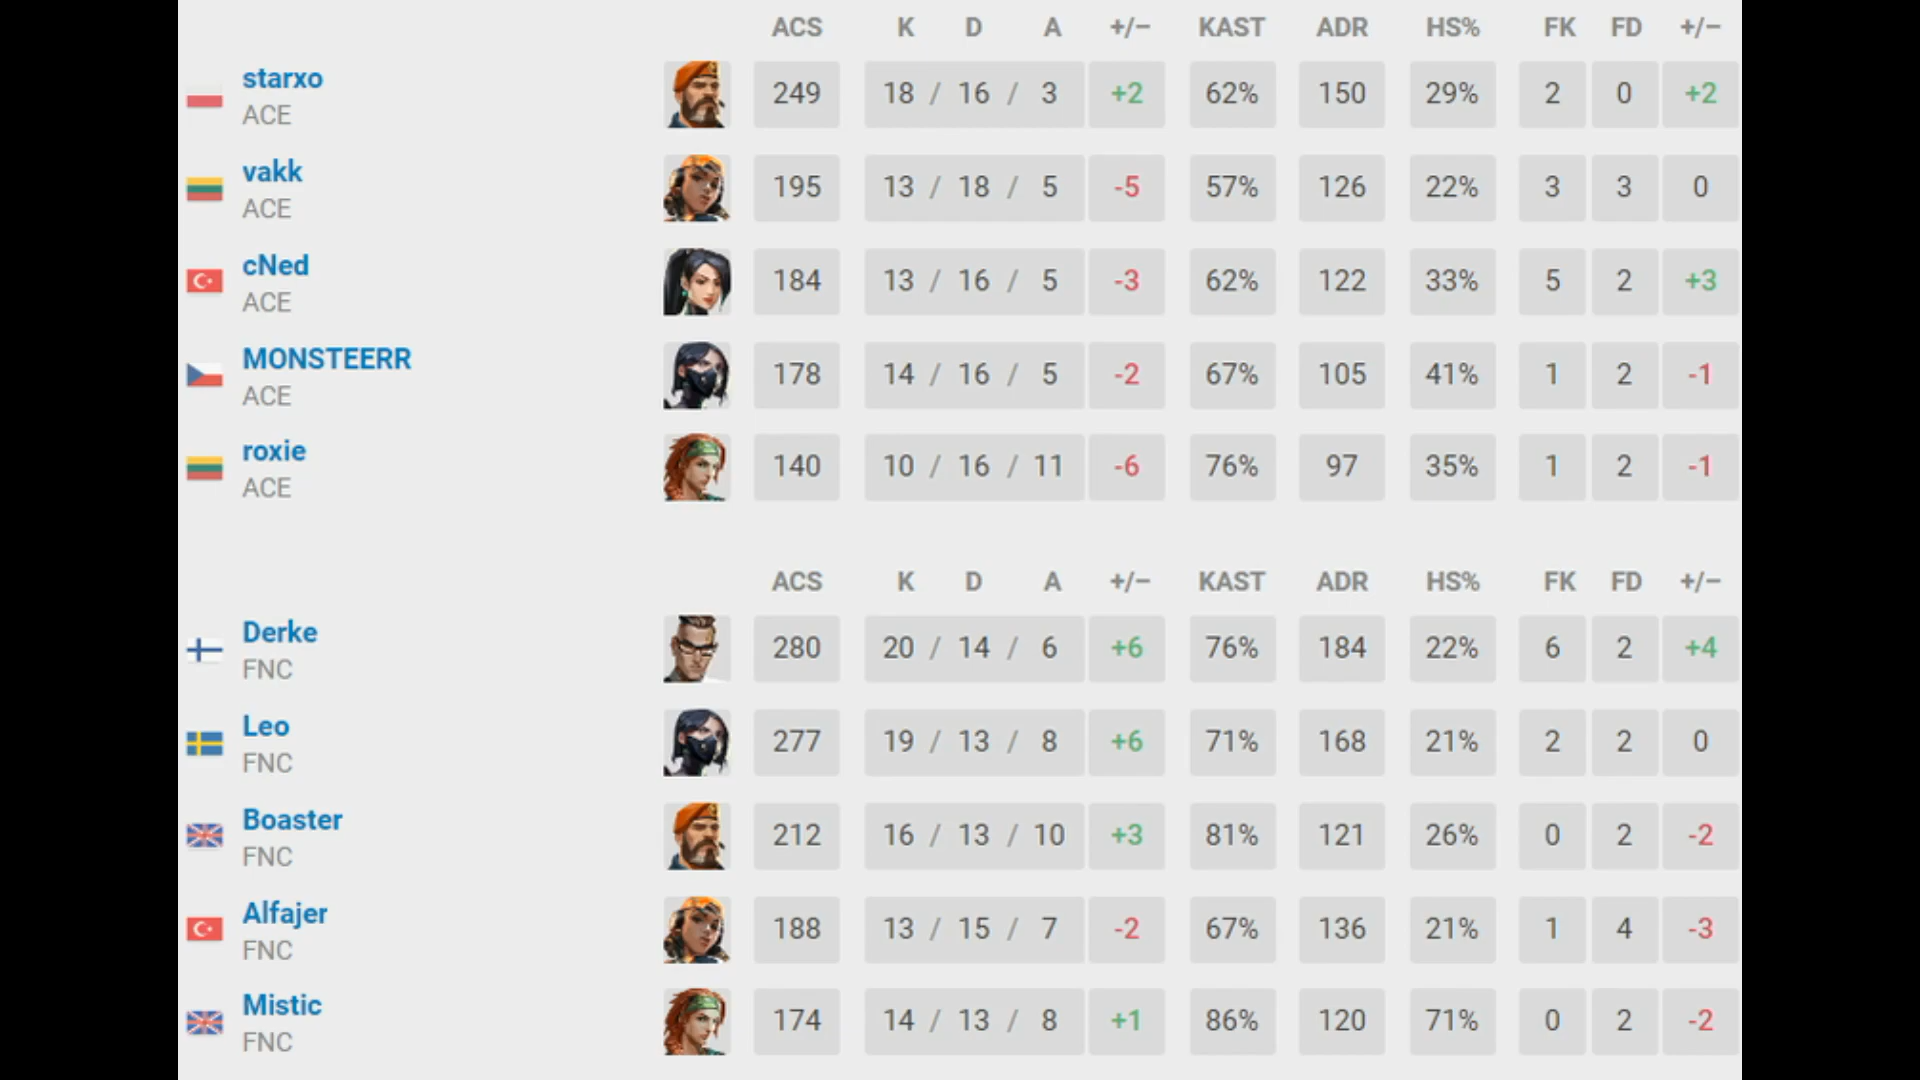 ACS K D A +/− KAST ADR HS% FK FD +/−
starxo
ACE
249 18 / 16 / 3 +2 62% 150 29% 2 0 +2
vakk
ACE
195 13 / 18 / 5 -5 57% 126 22% 3 3 0
cNed
ACE
184 13 / 16 / 5 -3 62% 122 33% 5 2 +3
MONSTEERR
ACE
178 14 / 16 / 5 -2 67% 105 41% 1 2 -1
roxie
ACE
140 10 / 16 / 11 -6 76% 97 35% 1 2 -1
ACS K D A +/− KAST ADR HS% FK FD +/−
Derke
FNC
280 20 / 14 / 6 +6 76% 184 22% 6 2 +4
Leo
FNC
277 19 / 13 / 8 +6 71% 168 21% 2 2 0
Boaster
FNC
212 16 / 13 / 10 +3 81% 121 26% 0 2 -2
Alfajer
FNC
188 13 / 15 / 7 -2 67% 136 21% 1 4 -3
Mistic
FNC
174 14 / 13 / 8 +1 86% 120 71% 0 2 -2